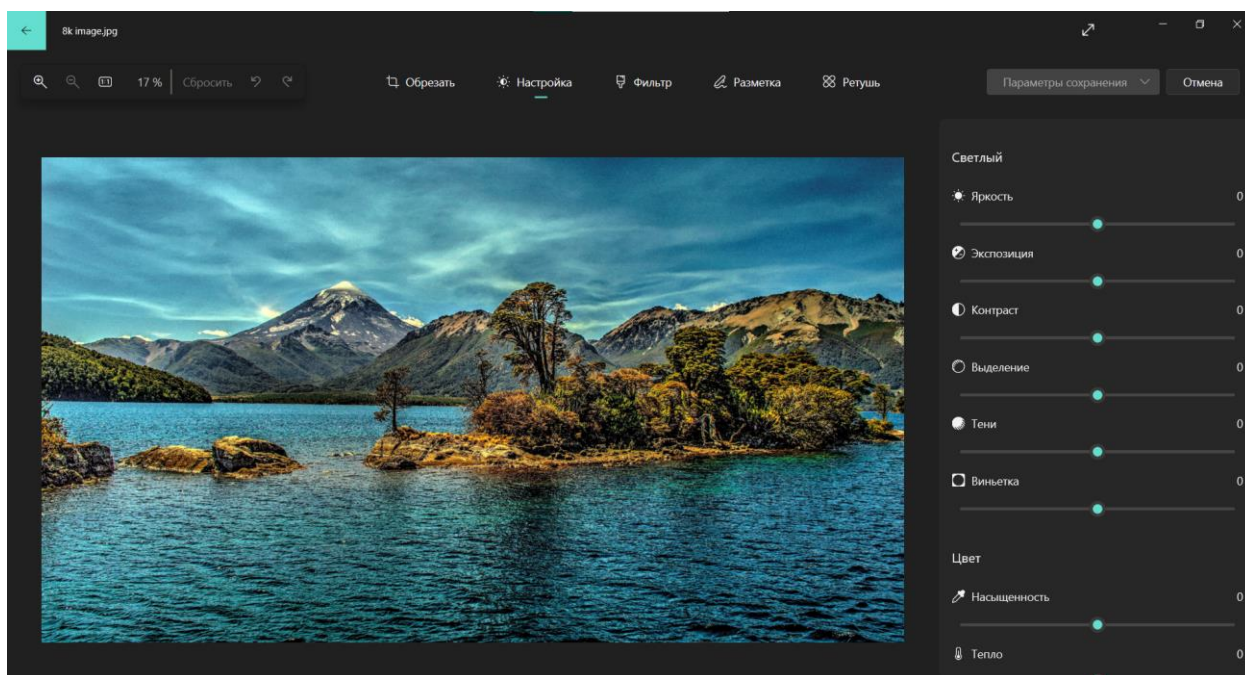 8k image.jpg
17 % Сбросить Обрезать Настройка Фильтр Разметка Ретушь Параметры сохранения Отмена
Светлый
Яркость 0
Экспозиция 0
Контраст 0
Выделение 0
Тени 0
Виньетка 0
Цвет
Насыщенность 0
Тепло 0